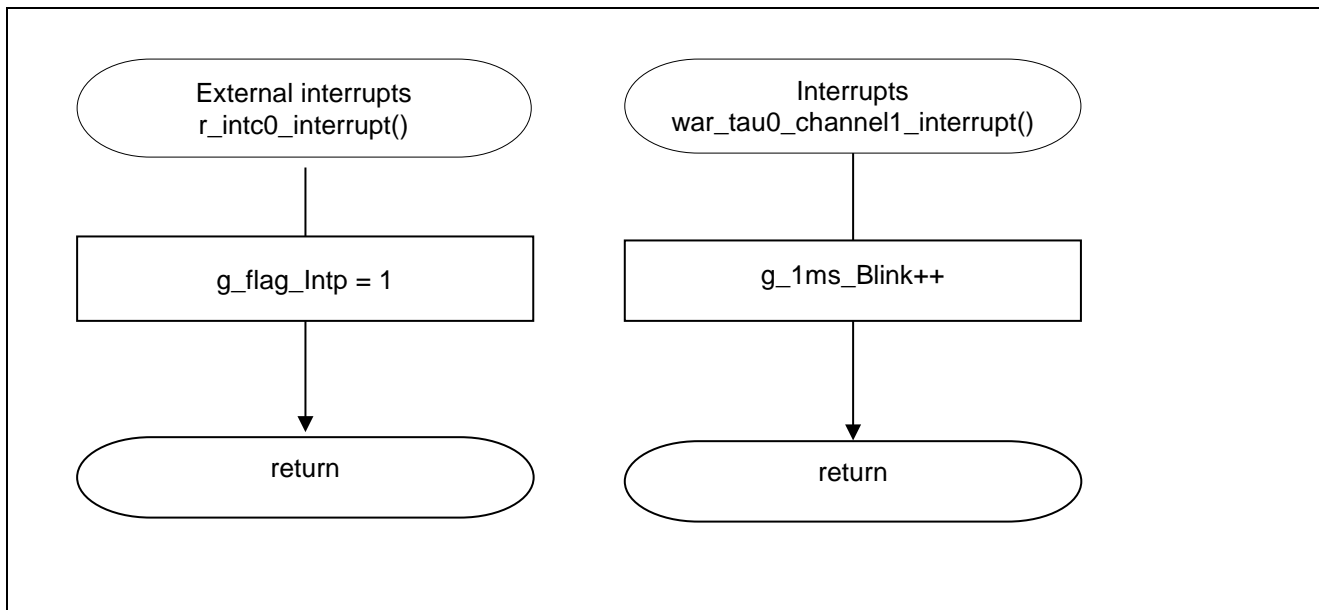 External interrupts
r_intc0_interrupt()
g_flag_Intp = 1
return
Interrupts
war_tau0_channel1_interrupt()
g_1ms_Blink++
return